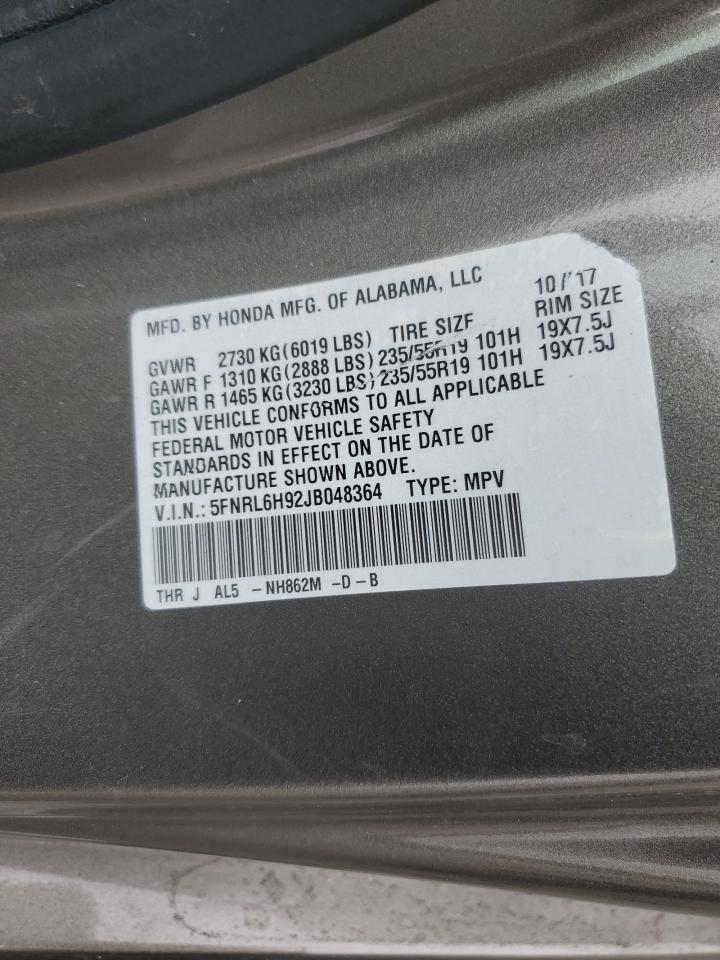 MFD. BY HONDA MFG. OF ALABAMA, LLC 10/'17
GVWR 2730 KG(6019 LBS) TIRE SIZE RIM SIZE
GAWR F 1310 KG(2888 LBS) 235/55R19 101H 19X7.5J
GAWR R 1465 KG(3230 LBS) 235/55R19 101H 19X7.5J
THIS VEHICLE CONFORMS TO ALL APPLICABLE
FEDERAL MOTOR VEHICLE SAFETY
STANDARDS IN EFFECT ON THE DATE OF
MANUFACTURE SHOWN ABOVE.
V.I.N.: 5FNRL6H92JB048364 TYPE: MPV
THR J AL5 - NH862M -D - B